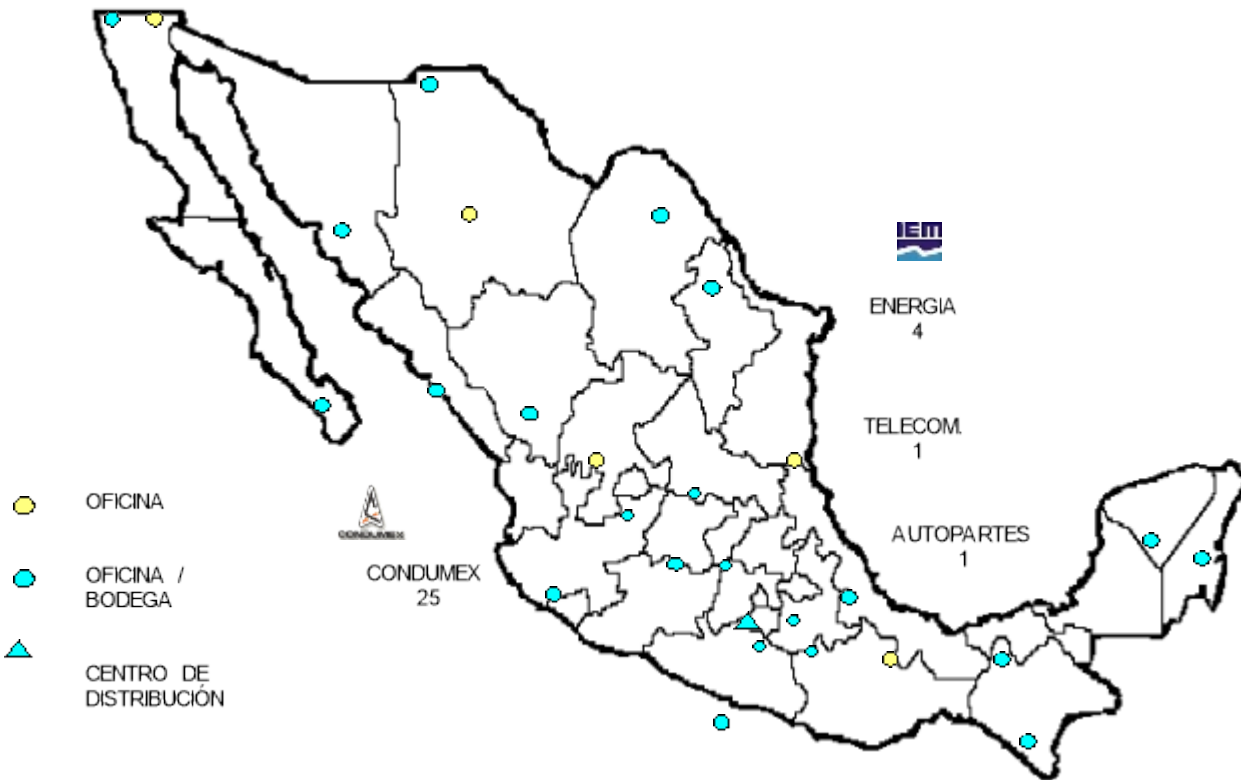 IEM
ENERGIA
4
TELECOM.
1
AUTOPARTES
1
OFICINA
OFICINA /
BODEGA
CENTRO DE
DISTRIBUCIÓN
CONDUMEX
CONDUMEX
25